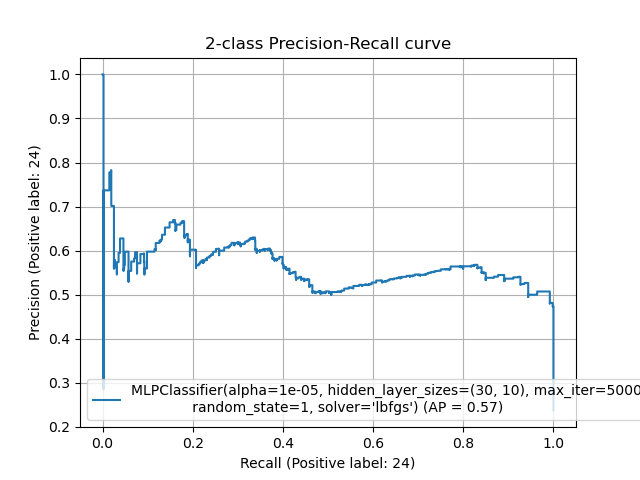 2-class Precision-Recall curve
1.0
0.9
0.8
0.7
0.6
0.5
0.4
0.3
0.2
Precision (Positive label: 24)
MLPClassifier(alpha=1e-05, hidden_layer_sizes=(30, 10), max_iter=5000
random_state=1, solver='lbfgs') (AP = 0.57)
0.0 0.2 0.4 0.6 0.8 1.0
Recall (Positive label: 24)